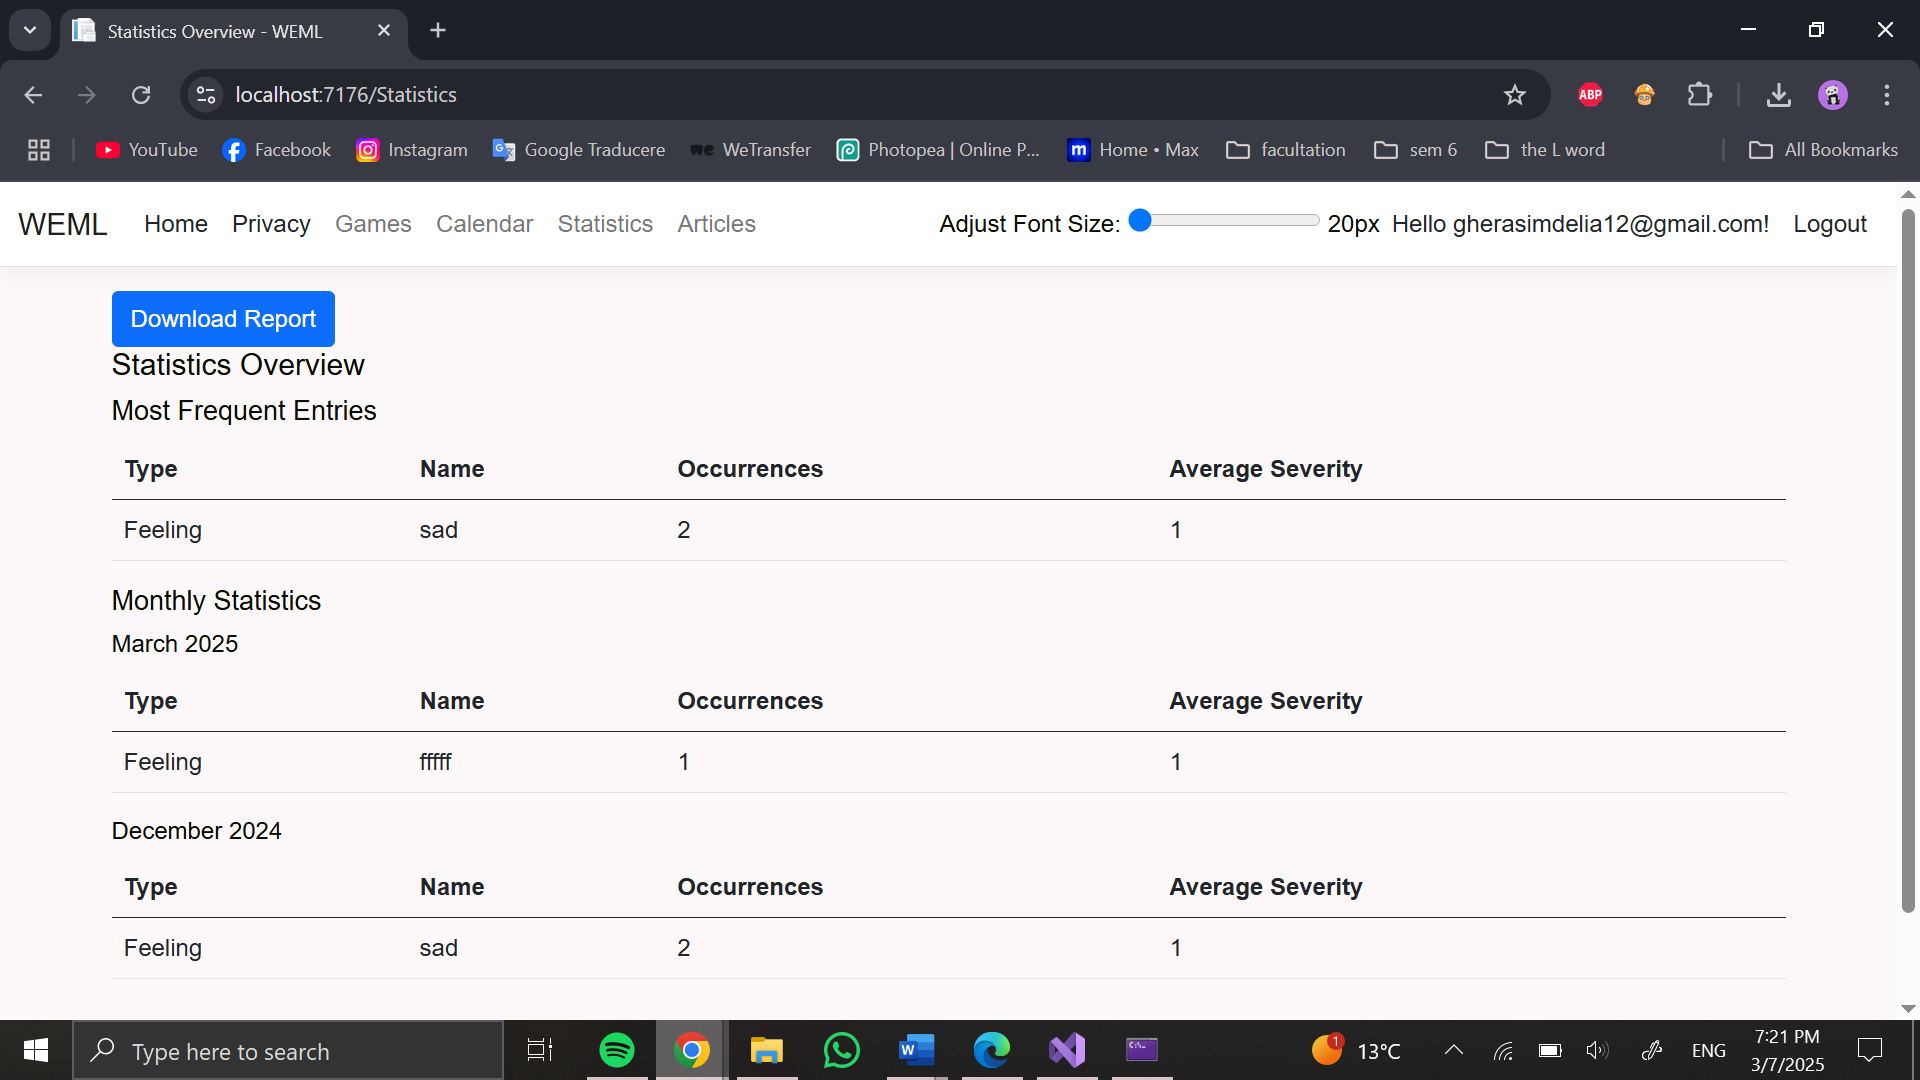 Statistics Overview - WEML
localhost:7176/Statistics
ABP
YouTube Facebook Instagram Google Traducere WeTransfer Photopea | Online P... Home • Max facultation sem 6 the L word All Bookmarks
WEML Home Privacy Games Calendar Statistics Articles Adjust Font Size: 20px Hello gherasimdelia12@gmail.com! Logout
Download Report
Statistics Overview
Most Frequent Entries
Type Name Occurrences Average Severity
Feeling sad 2 1
Monthly Statistics
March 2025
Type Name Occurrences Average Severity
Feeling fffff 1 1
December 2024
Type Name Occurrences Average Severity
Feeling sad 2 1
Type here to search 1 13°C ENG 7:21 PM
3/7/2025